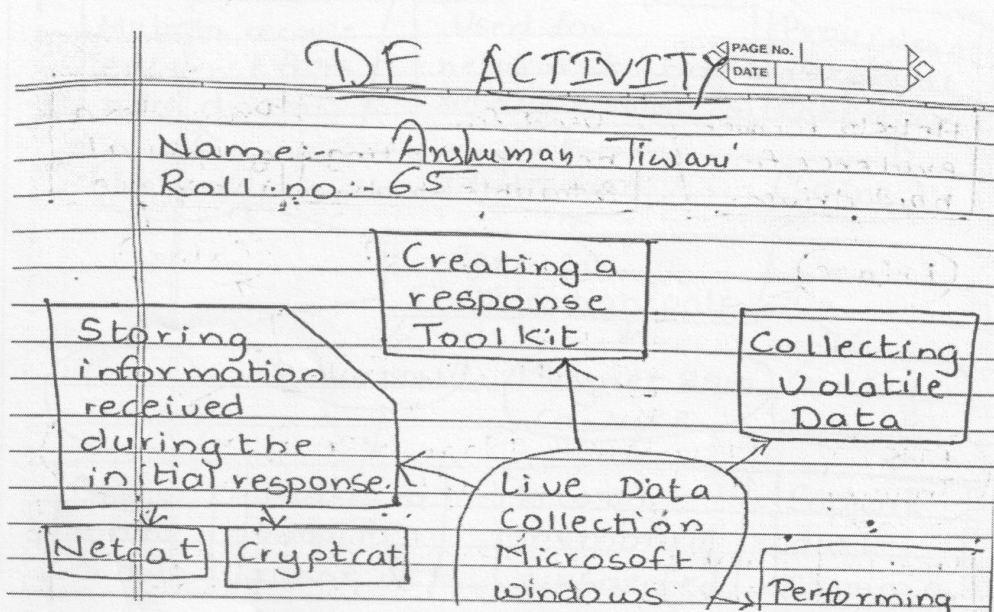 DF ACTIVITY
PAGE No.
DATE
Name :- Anshuman Tiwari
Roll.no :- 65
Creating a
response
Toolkit
Storing
information
received
during the
initial response.
Collecting
Volatile
Data
Netcat
Cryptcat
Live Data
Collection
Microsoft
windows
Performing